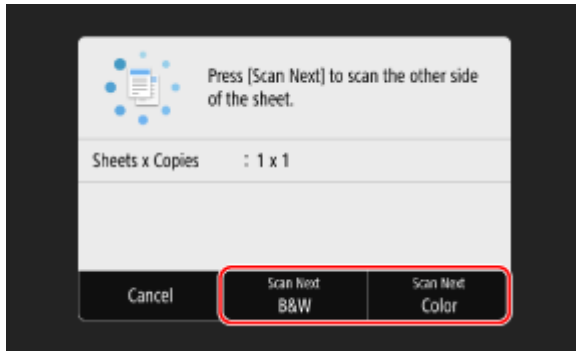 Press [Scan Next] to scan the other side
of the sheet.
Sheets x Copies : 1 x 1
Cancel
Scan Next
B&W
Scan Next
Color